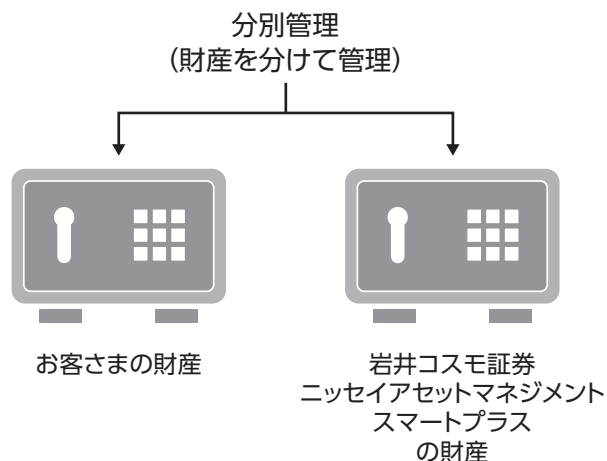 分別管理
（財産を分けて管理）
お客さまの財産
岩井コスモ証券
ニッセイアセットマネジメント
スマートプラス
の財産